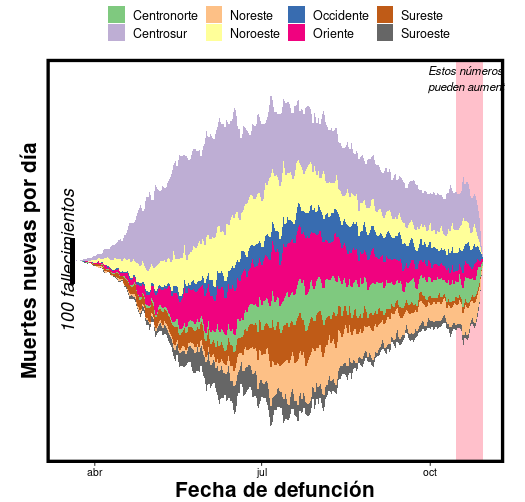 Centronorte Noreste Occidente Sureste
Centrosur Noroeste Oriente Suroeste
Estos números
pueden aument
Muertes nuevas por día
100 fallecimientos
abr jul oct
Fecha de defunción